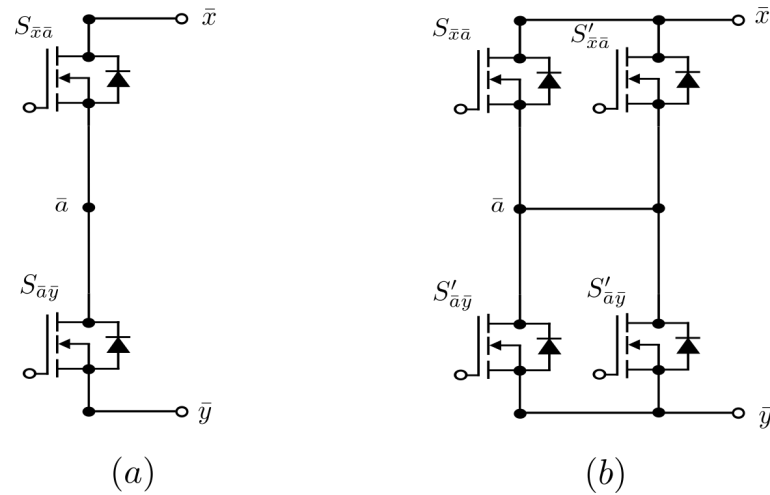 x̄
S_{x̄ā}
ā
S_{āȳ}
ȳ
(a)
x̄
S_{x̄ā} S′_{x̄ā}
ā
S′_{āȳ} S′_{āȳ}
ȳ
(b)